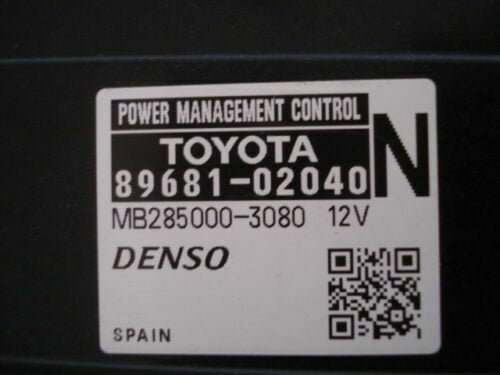 POWER MANAGEMENT CONTROL
TOYOTA
89681-02040 N
MB285000-3080 12V
DENSO
SPAIN